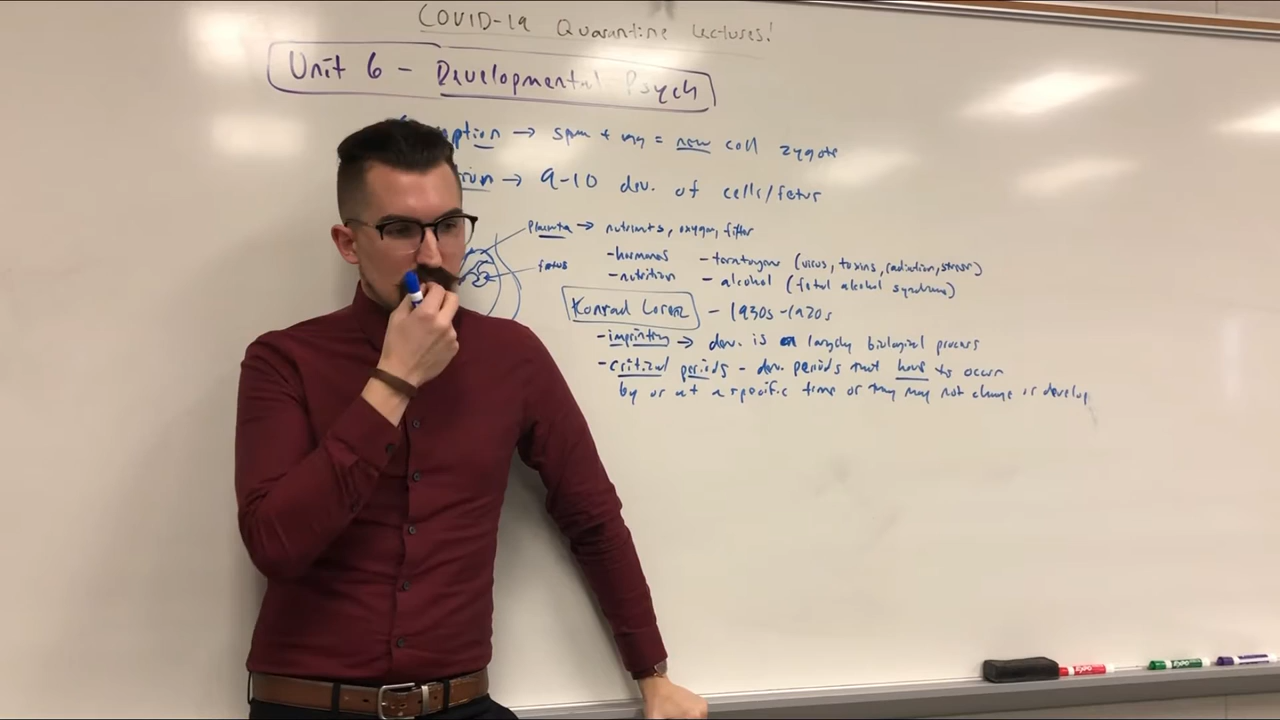 COVID-19 Quarantine Lectures!
Unit 6 - Developmental Psych
→ sperm + egg = new cell zygote
→ 9-10 dev. of cells/fetus
placenta → nutrients, oxygen, filter
-hormones - teratogens (virus, toxins, radiation, stress)
fetus
-nutrition - alcohol (fetal alcohol syndrome)
Konrad Lorenz - 1930s-1970s
-imprinting → dev. is largely biological process
-critical periods - dev. periods that have to occur
by or at a specific time or they may not change or develop
EXPO
EXPO